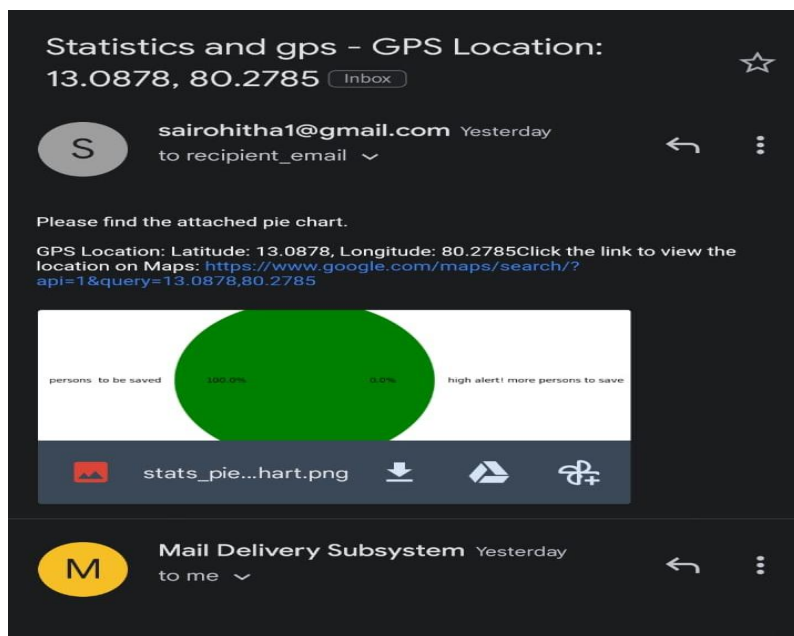 Statistics and gps - GPS Location:
13.0878, 80.2785 Inbox
S
sairohitha1@gmail.com Yesterday
to recipient_email
Please find the attached pie chart.
GPS Location: Latitude: 13.0878, Longitude: 80.2785Click the link to view the
location on Maps: https://www.google.com/maps/search/?
api=1&query=13.0878,80.2785
persons to be saved 100.0% 0.0% high alert! more persons to save
stats_pie...hart.png
M
Mail Delivery Subsystem Yesterday
to me